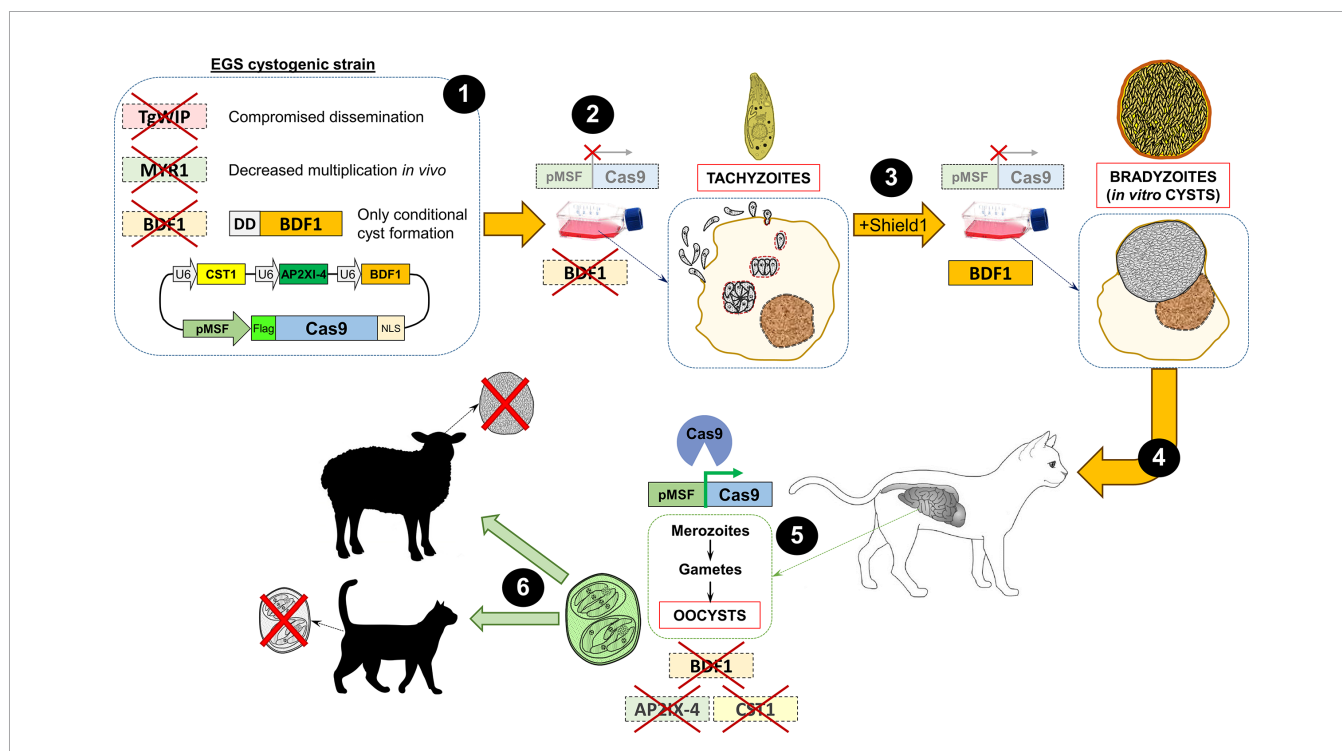 EGS cystogenic strain
1
TgWIP
Compromised dissemination
MYR1
Decreased multiplication in vivo
BDF1
DD
BDF1
Only conditional
cyst formation
U6
CST1
U6
AP2XI-4
U6
BDF1
pMSF
Flag
Cas9
NLS
2
pMSF
Cas9
BDF1
TACHYZOITES
3
+Shield1
pMSF
Cas9
BDF1
BRADYZOITES
(in vitro CYSTS)
4
Cas9
pMSF
Cas9
5
Merozoites
Gametes
OOCYSTS
6
BDF1
AP2IX-4
CST1